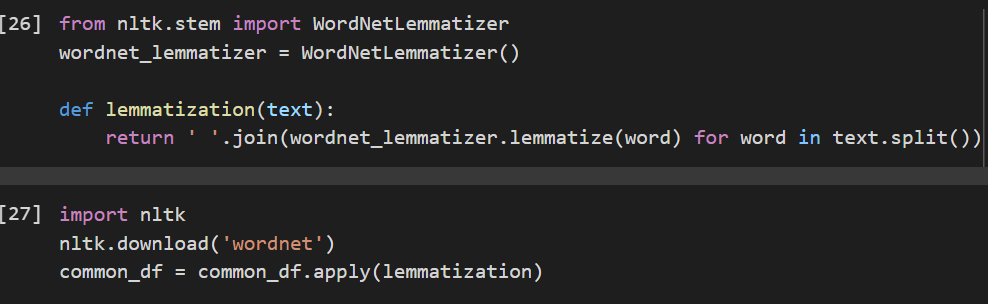 [26] from nltk.stem import WordNetLemmatizer
wordnet_lemmatizer = WordNetLemmatizer()
def lemmatization(text):
return ' '.join(wordnet_lemmatizer.lemmatize(word) for word in text.split())
[27] import nltk
nltk.download('wordnet')
common_df = common_df.apply(lemmatization)